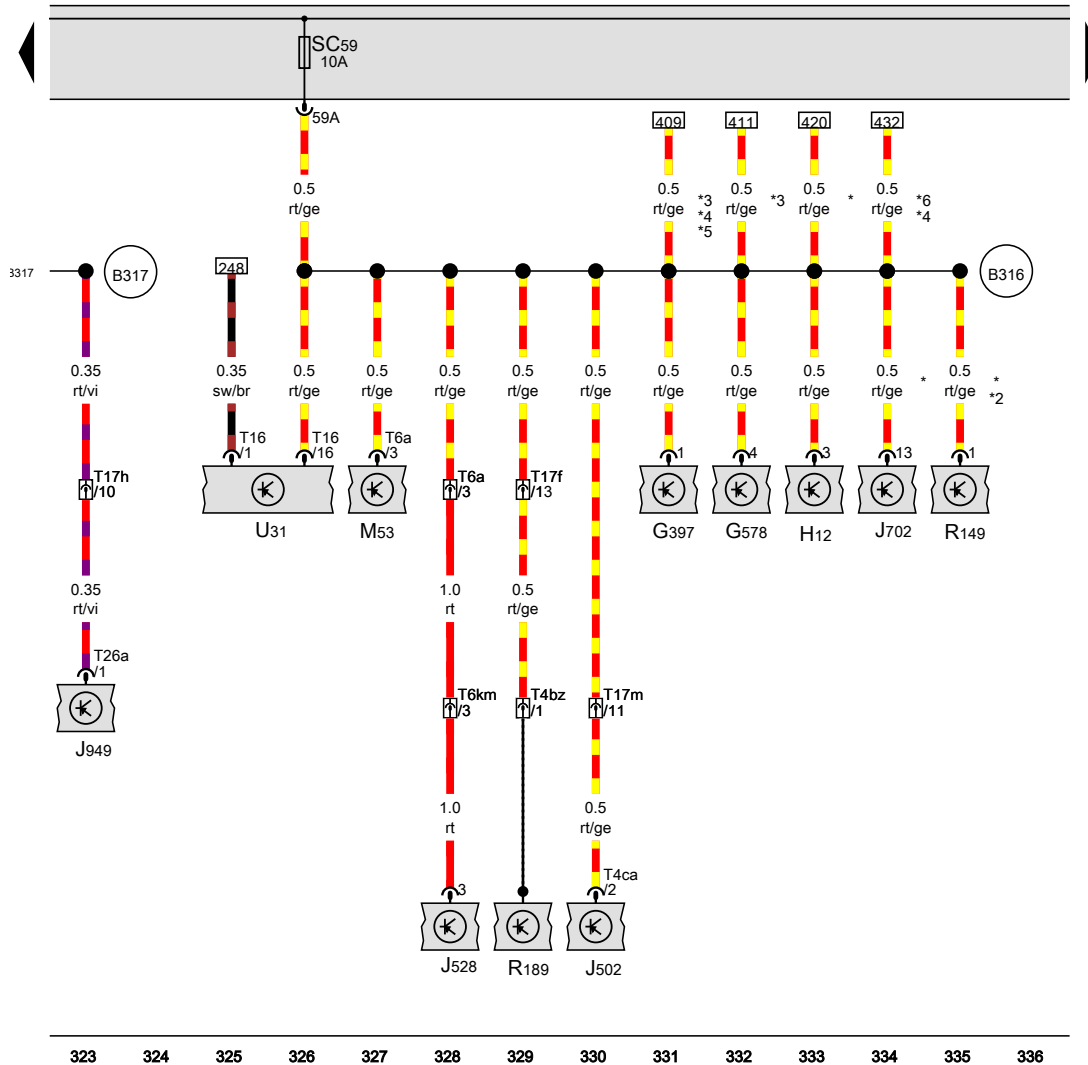 SC59
10A
59A
409 411 420 432
0.5 0.5 0.5 0.5 0.5
rt/ge rt/ge rt/ge rt/ge rt/ge
*3 *3 * *6
*4 *4
*5
B317 248 B316
0.35 0.35 0.5 0.5 0.5 0.5 0.5 0.5 0.5 0.5 0.5 0.5
rt/vi sw/br rt/ge rt/ge rt/ge rt/ge rt/ge rt/ge rt/ge rt/ge rt/ge rt/ge
* *
*2
T16 T16 T6a
/1 /16 /3 1 4 3 13 1
T17h T6a T17f
/10 /3 /13
U31 M53 G397 G578 H12 J702 R149
0.35 1.0 0.5
rt/vi rt rt/ge
T26a
/1
T6km T4bz T17m
/3 /1 /11
J949
1.0 0.5
rt rt/ge
3 T4ca
/2
J528 R189 J502
323 324 325 326 327 328 329 330 331 332 333 334 335 336